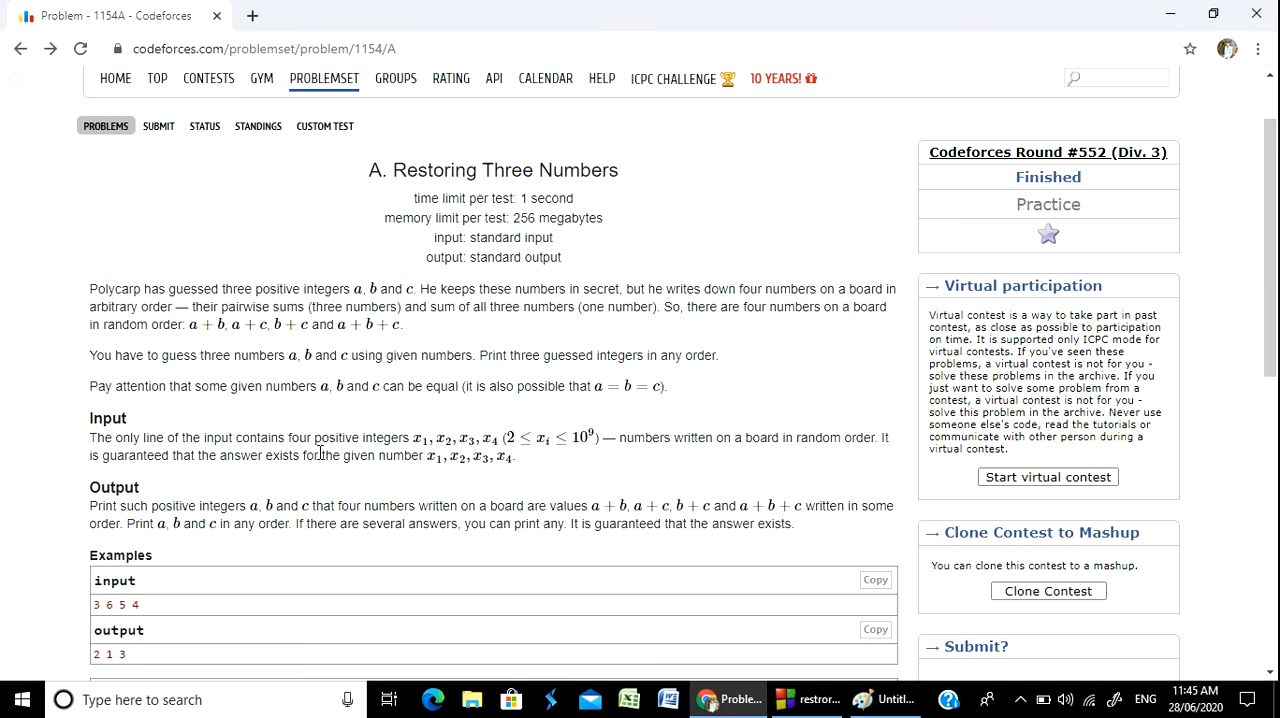 Problem - 1154A - Codeforces
codeforces.com/problemset/problem/1154/A
HOME TOP CONTESTS GYM PROBLEMSET GROUPS RATING API CALENDAR HELP ICPC CHALLENGE 10 YEARS!
PROBLEMS SUBMIT STATUS STANDINGS CUSTOM TEST
A. Restoring Three Numbers
time limit per test: 1 second
memory limit per test: 256 megabytes
input: standard input
output: standard output
Polycarp has guessed three positive integers a, b and c. He keeps these numbers in secret, but he writes down four numbers on a board in
arbitrary order — their pairwise sums (three numbers) and sum of all three numbers (one number). So, there are four numbers on a board
in random order: a + b, a + c, b + c and a + b + c.
You have to guess three numbers a, b and c using given numbers. Print three guessed integers in any order.
Pay attention that some given numbers a, b and c can be equal (it is also possible that a = b = c).
Input
The only line of the input contains four positive integers x₁, x₂, x₃, x₄ (2 ≤ xᵢ ≤ 10⁹) — numbers written on a board in random order. It
is guaranteed that the answer exists for the given number x₁, x₂, x₃, x₄.
Output
Print such positive integers a, b and c that four numbers written on a board are values a + b, a + c, b + c and a + b + c written in some
order. Print a, b and c in any order. If there are several answers, you can print any. It is guaranteed that the answer exists.
Examples
input
Copy
3 6 5 4
output
Copy
2 1 3
Codeforces Round #552 (Div. 3)
Finished
Practice
→ Virtual participation
Virtual contest is a way to take part in past
contest, as close as possible to participation
on time. It is supported only ICPC mode for
virtual contests. If you've seen these
problems, a virtual contest is not for you -
solve these problems in the archive. If you
just want to solve some problem from a
contest, a virtual contest is not for you -
solve this problem in the archive. Never use
someone else's code, read the tutorials or
communicate with other person during a
virtual contest.
Start virtual contest
→ Clone Contest to Mashup
You can clone this contest to a mashup.
Clone Contest
→ Submit?
Type here to search
Proble...
restror...
Untitl...
ENG
11:45 AM
28/06/2020